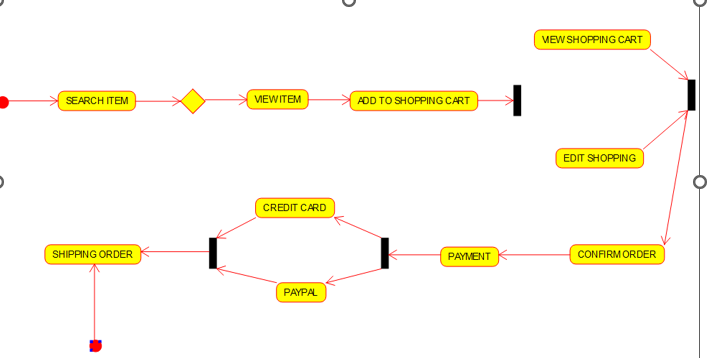 VIEW SHOPPING CART
SEARCH ITEM
VIEW ITEM
ADD TO SHOPPING CART
EDIT SHOPPING
CREDIT CARD
SHIPPING ORDER
PAYMENT
CONFIRM ORDER
PAYPAL